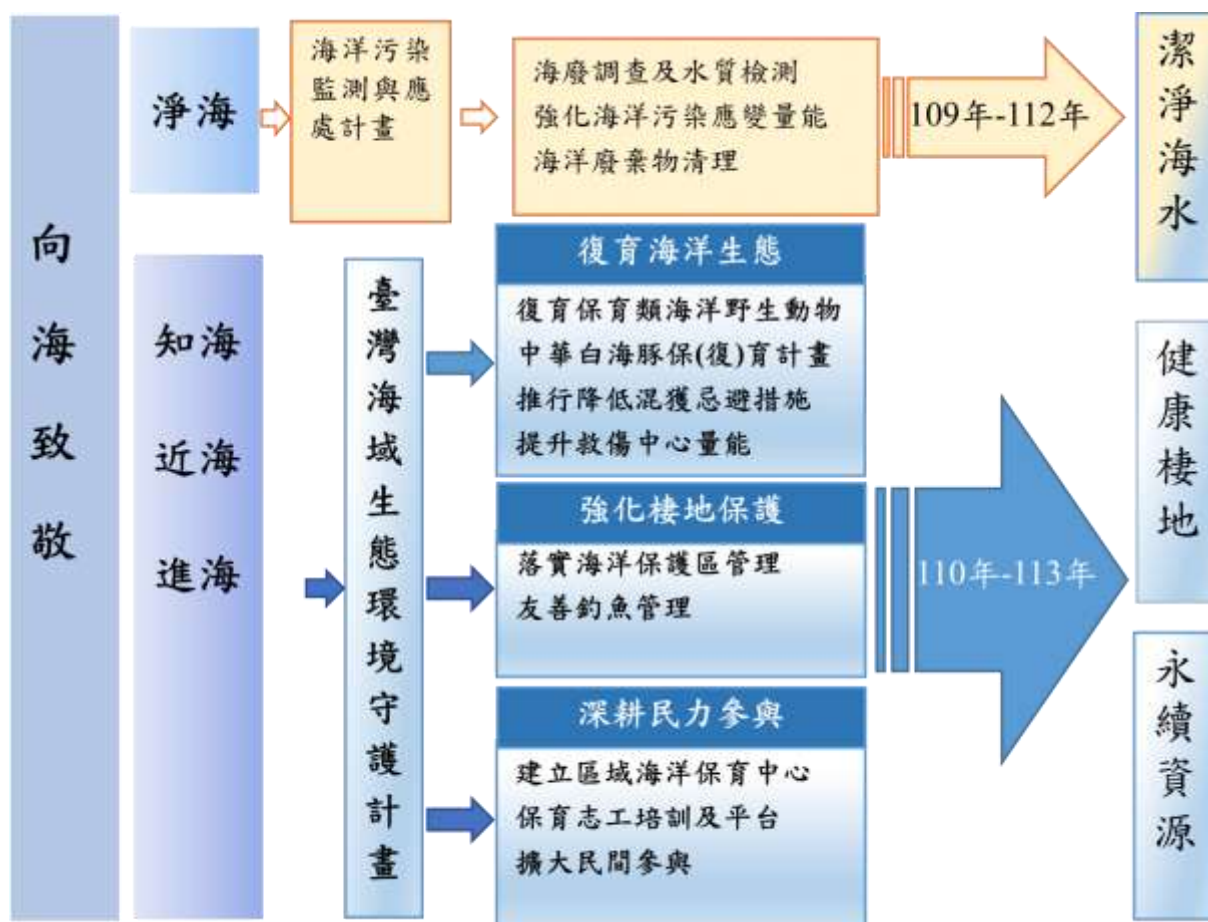 向海致敬
淨海
海洋污染
監測與應
處計畫
海廢調查及水質檢測
強化海洋污染應變量能
海洋廢棄物清理
109年-112年
潔淨海水
知海
近海
進海
臺灣海域生態環境守護計畫
復育海洋生態
復育保育類海洋野生動物
中華白海豚保(復)育計畫
推行降低混獲忌避措施
提升救傷中心量能
強化棲地保護
落實海洋保護區管理
友善釣魚管理
深耕民力參與
建立區域海洋保育中心
保育志工培訓及平台
擴大民間參與
110年-113年
健康棲地
永續資源